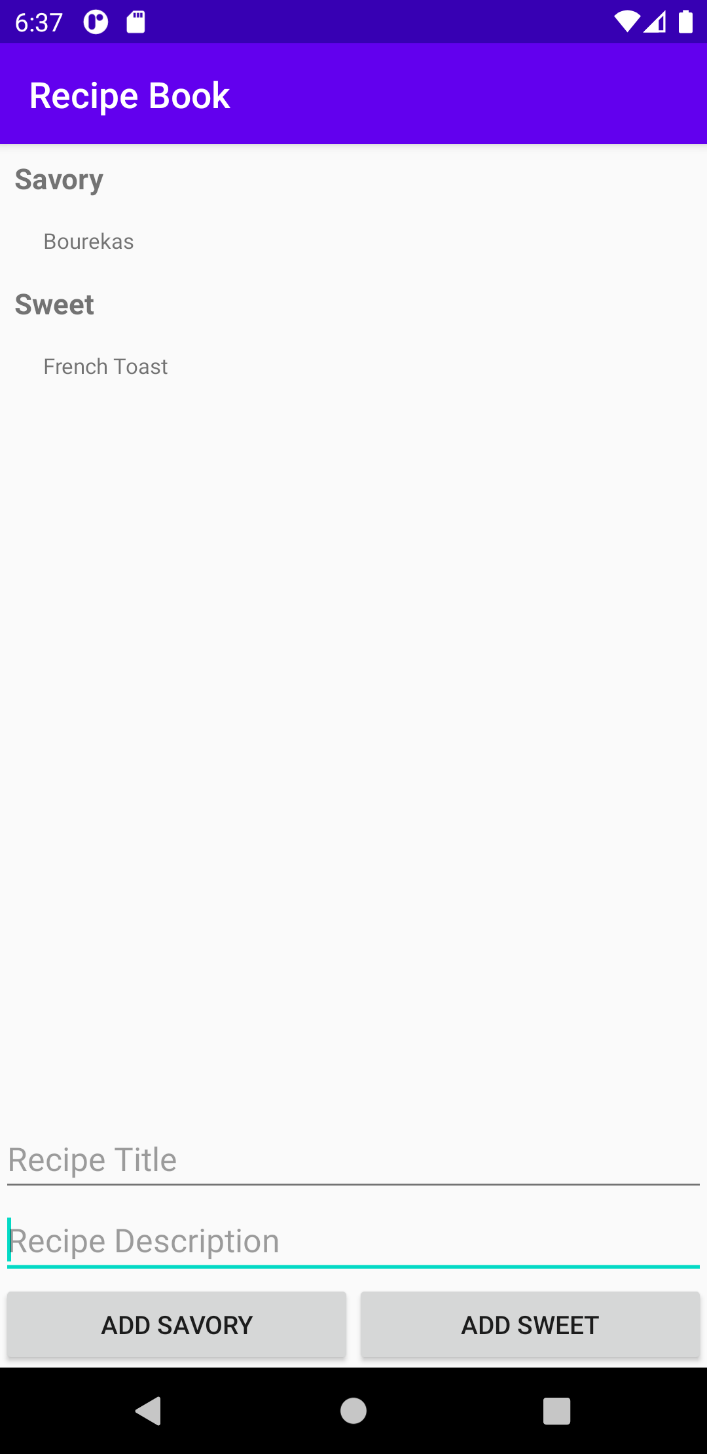 6:37
Recipe Book
Savory
Bourekas
Sweet
French Toast
Recipe Title
Recipe Description
ADD SAVORY ADD SWEET